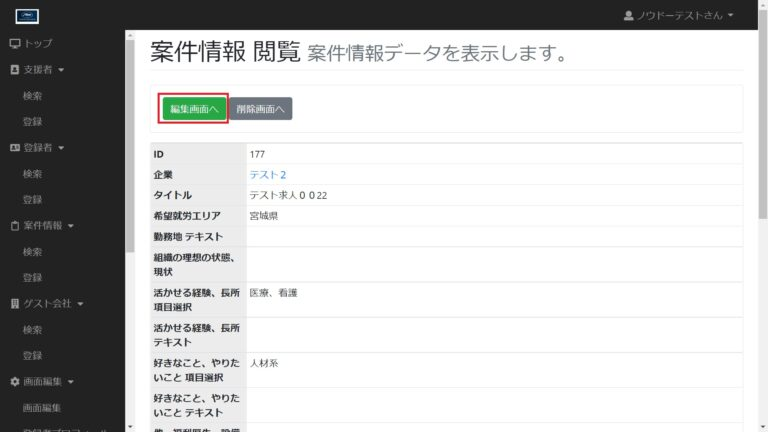 ノウドーテストさん
トップ
支援者
検索
登録
登録者
検索
登録
案件情報
検索
登録
ゲスト会社
検索
登録
画面編集
画面編集
案件情報 閲覧 案件情報データを表示します。
編集画面へ 削除画面へ
ID 177
企業 テスト２
タイトル テスト求人００22
希望就労エリア 宮城県
勤務地 テキスト
組織の理想の状態、
現状
活かせる経験、長所 医療、看護
項目選択
活かせる経験、長所
テキスト
好きなこと、やりた 人材系
いこと 項目選択
好きなこと、やりた
いこと テキスト